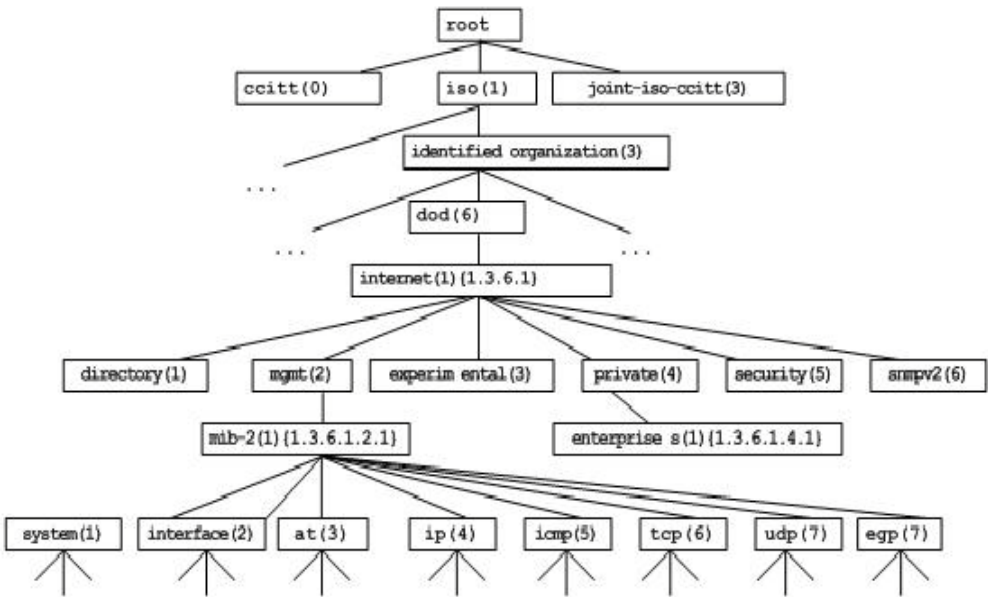 root
ccitt(0)
iso(1)
joint-iso-ccitt(3)
identified organization(3)
...
dod(6)
...
...
internet(1){1.3.6.1}
directory(1)
mgmt(2)
experim ental(3)
private(4)
security(5)
snmpv2(6)
mib-2(1){1.3.6.1.2.1}
enterprise s(1){1.3.6.1.4.1}
system(1)
interface(2)
at(3)
ip(4)
icmp(5)
tcp(6)
udp(7)
egp(7)